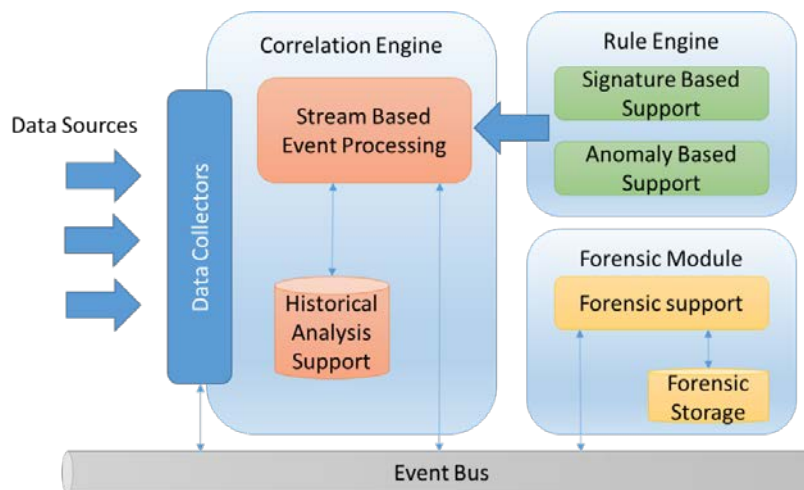 Data Sources
Data Collectors
Correlation Engine
Stream Based
Event Processing
Historical
Analysis
Support
Rule Engine
Signature Based
Support
Anomaly Based
Support
Forensic Module
Forensic support
Forensic
Storage
Event Bus